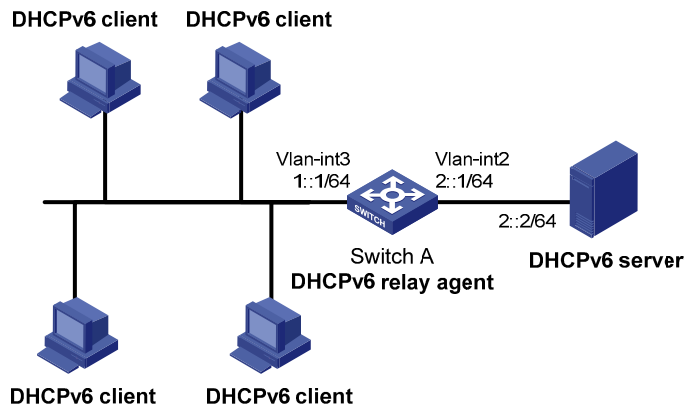 DHCPv6 client
DHCPv6 client
Vlan-int3
1::1/64
Vlan-int2
2::1/64
SWITCH
2::2/64
Switch A
DHCPv6 relay agent
DHCPv6 server
DHCPv6 client
DHCPv6 client